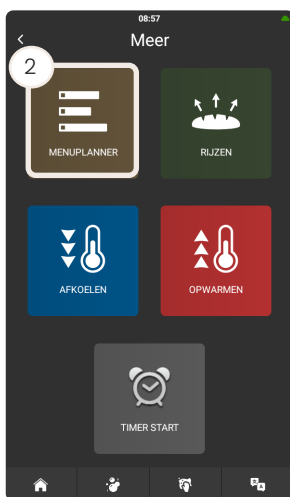 08:57
Meer
2
MENUPLANNER
RIJZEN
AFKOELEN
OPWARMEN
TIMER START